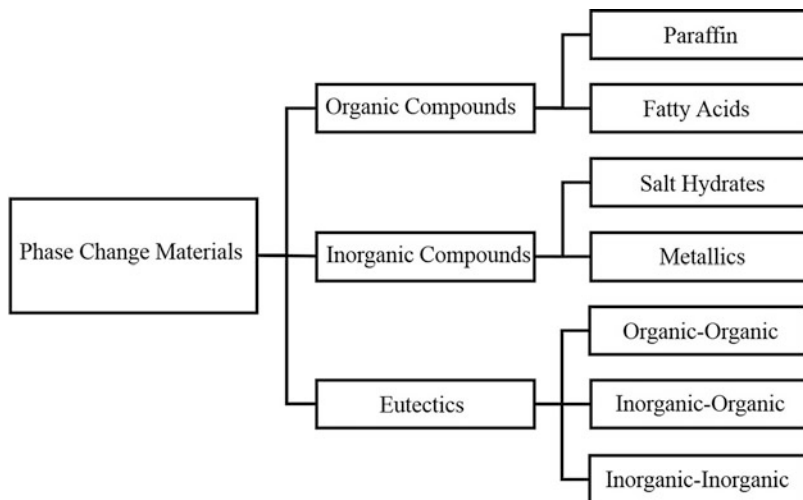 Phase Change Materials
Organic Compounds
Paraffin
Fatty Acids
Inorganic Compounds
Salt Hydrates
Metallics
Eutectics
Organic-Organic
Inorganic-Organic
Inorganic-Inorganic